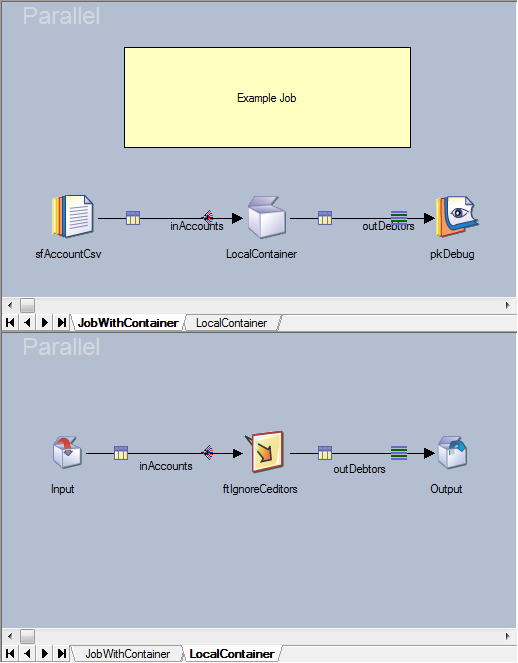 Parallel
Example Job
inAccounts
outDebtors
sfAccountCsv
LocalContainer
pkDebug
JobWithContainer
LocalContainer
Parallel
inAccounts
outDebtors
Input
ftIgnoreCeditors
Output
JobWithContainer
LocalContainer